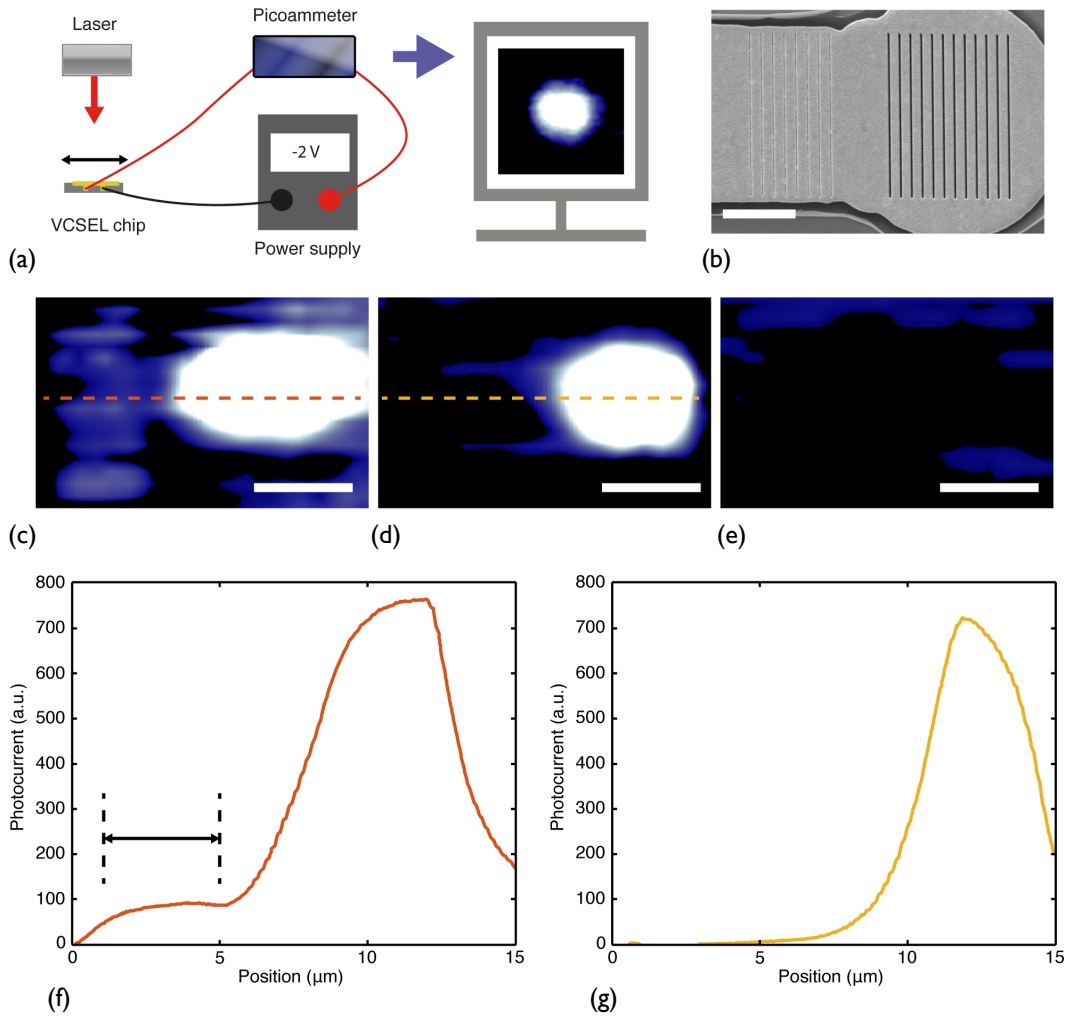 Laser
Picoammeter
-2 V
VCSEL chip
Power supply
(a)
(b)
(c)
(d)
(e)
800
700
600
500
400
300
200
100
0
Photocurrent (a.u.)
0
5
10
15
Position (μm)
(f)
800
700
600
500
400
300
200
100
0
Photocurrent (a.u.)
0
5
10
15
Position (μm)
(g)